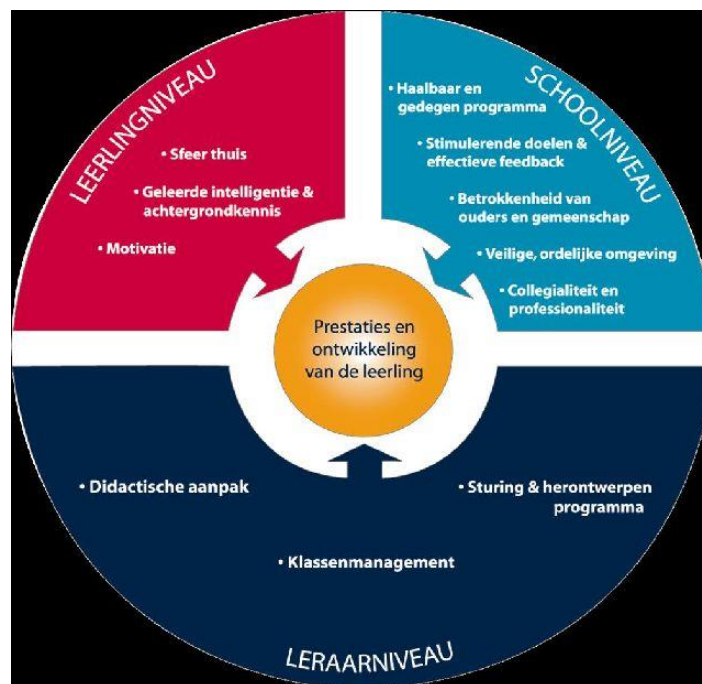 LEERLINGNIVEAU
• Sfeer thuis
• Geleerde intelligentie &
achtergrondkennis
• Motivatie
SCHOOLNIVEAU
• Haalbaar en
gedegen programma
• Stimulerende doelen &
effectieve feedback
• Betrokkenheid van
ouders en gemeenschap
• Veilige, ordelijke omgeving
• Collegialiteit en
professionaliteit
Prestaties en
ontwikkeling
van de leerling
• Didactische aanpak
• Sturing & herontwerpen
programma
• Klassenmanagement
LERAARNIVEAU